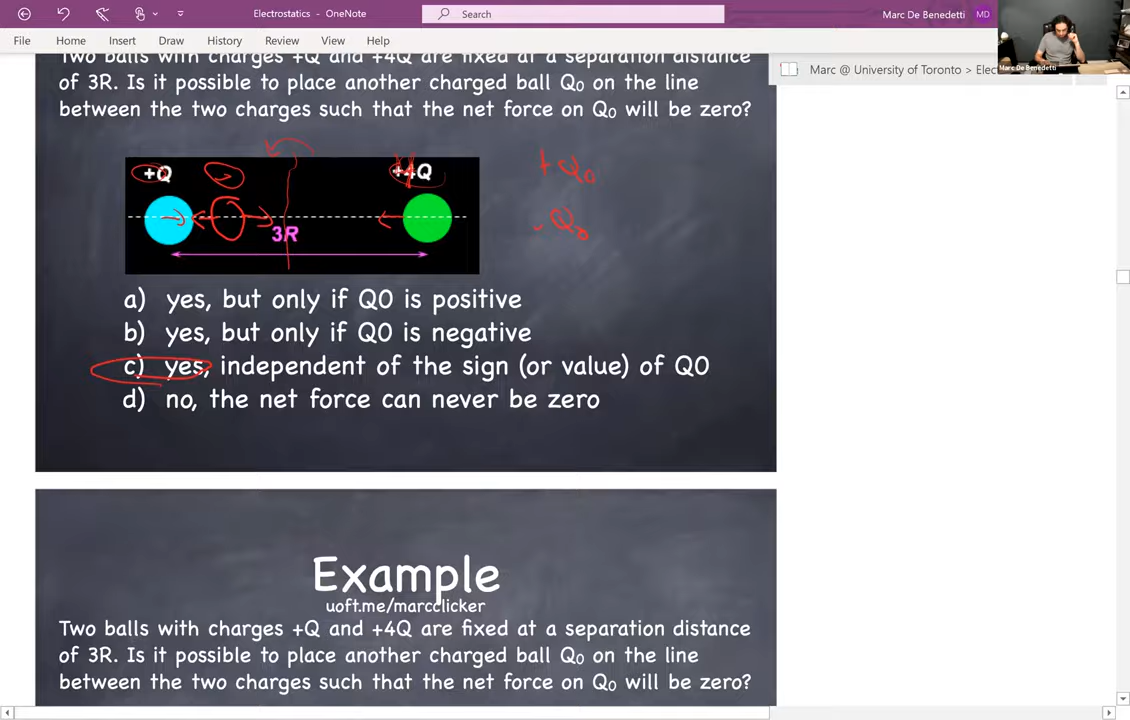 Electrostatics - OneNote
Search
Marc De Benedetti
MD
File
Home
Insert
Draw
History
Review
View
Help
Marc De Benedetti
Marc @ University of Toronto > Elec
Two balls with charges +Q and +4Q are fixed at a separation distance
of 3R. Is it possible to place another charged ball Q0 on the line
between the two charges such that the net force on Q0 will be zero?
+Q
+4Q
3R
+Q0
-Q0
a) yes, but only if Q0 is positive
b) yes, but only if Q0 is negative
c) yes, independent of the sign (or value) of Q0
d) no, the net force can never be zero
Example
uoft.me/marcclicker
Two balls with charges +Q and +4Q are fixed at a separation distance
of 3R. Is it possible to place another charged ball Q0 on the line
between the two charges such that the net force on Q0 will be zero?